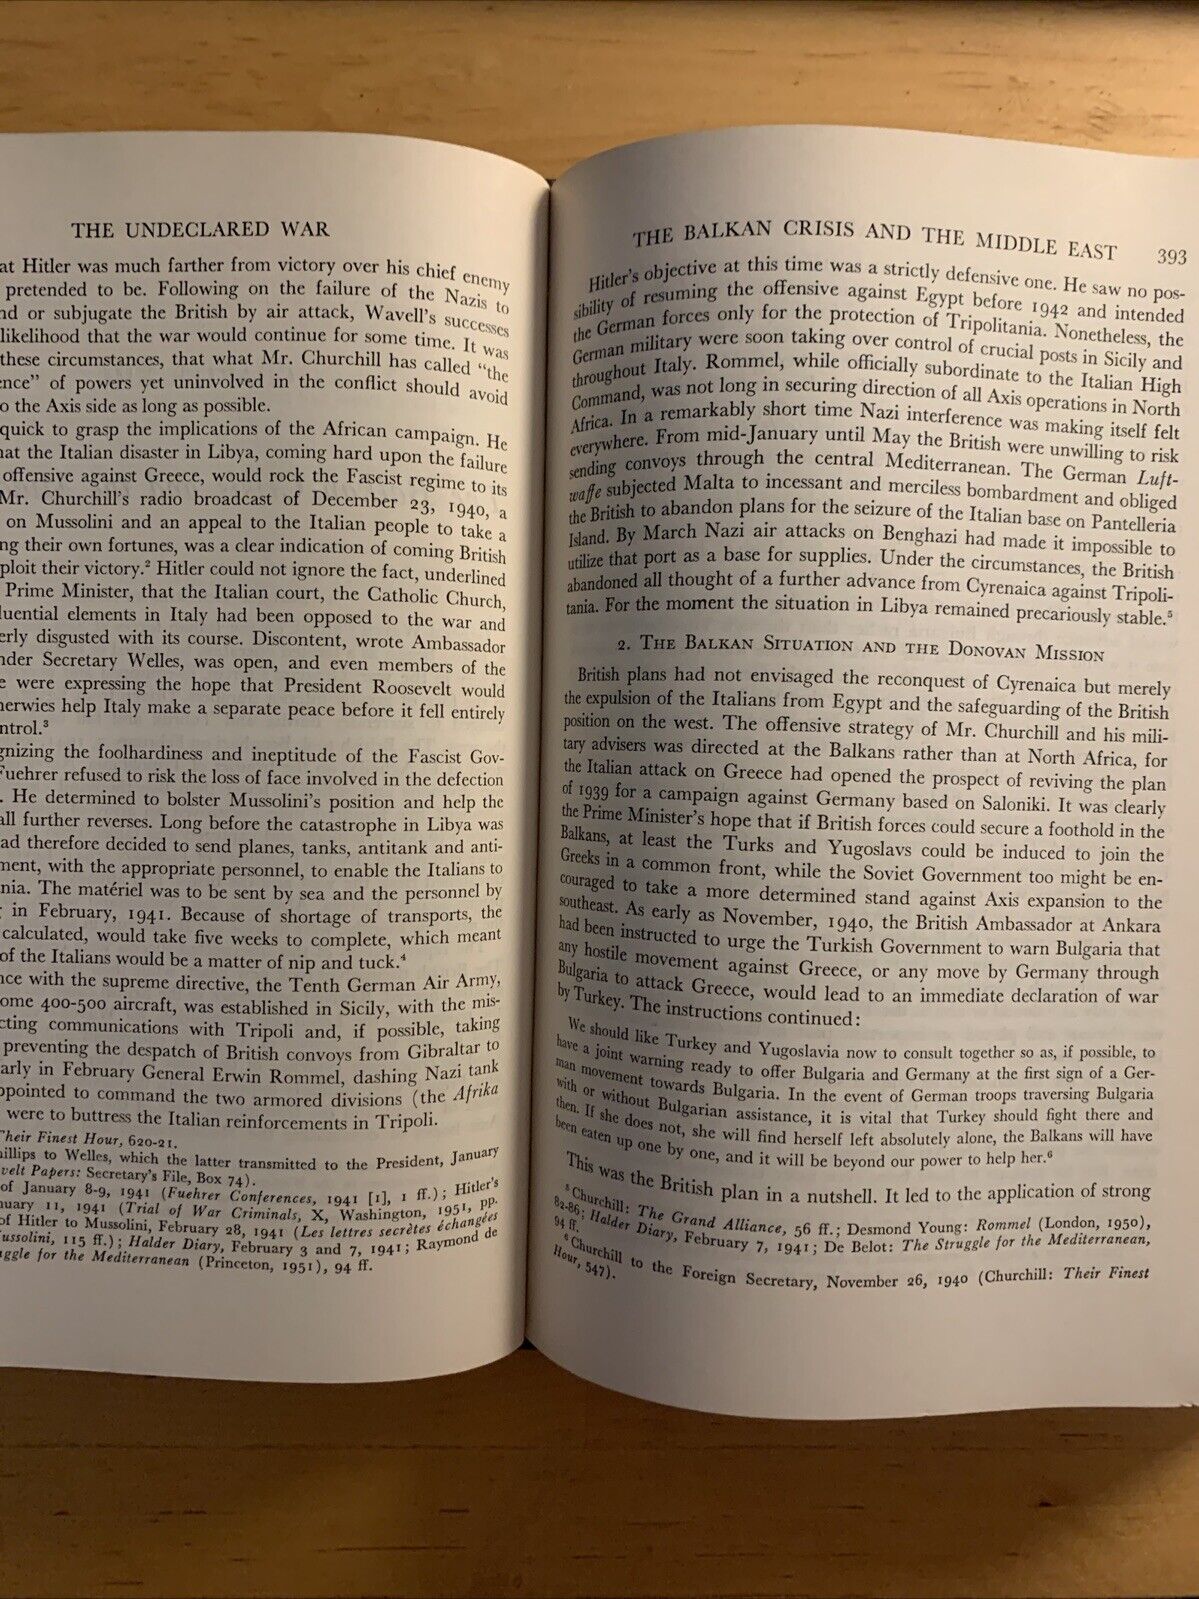 THE UNDECLARED WAR
at Hitler was much farther from victory over his chief enemy
pretended to be. Following on the failure of the Nazis to
nd or subjugate the British by air attack, Wavell's successes
likelihood that the war would continue for some time. It was
these circumstances, that what Mr. Churchill has called "the
ence" of powers yet uninvolved in the conflict should avoid
o the Axis side as long as possible.
quick to grasp the implications of the African campaign. He
hat the Italian disaster in Libya, coming hard upon the failure
offensive against Greece, would rock the Fascist regime to its
Mr. Churchill's radio broadcast of December 23, 1940, a
on Mussolini and an appeal to the Italian people to take a
ng their own fortunes, was a clear indication of coming British
ploit their victory.² Hitler could not ignore the fact, underlined
Prime Minister, that the Italian court, the Catholic Church,
luential elements in Italy had been opposed to the war and
erly disgusted with its course. Discontent, wrote Ambassador
nder Secretary Welles, was open, and even members of the
e were expressing the hope that President Roosevelt would
herwies help Italy make a separate peace before it fell entirely
ntrol.³
gnizing the foolhardiness and ineptitude of the Fascist Gov-
Fuehrer refused to risk the loss of face involved in the defection
. He determined to bolster Mussolini's position and help the
all further reverses. Long before the catastrophe in Libya was
ad therefore decided to send planes, tanks, antitank and anti-
ment, with the appropriate personnel, to enable the Italians to
nia. The matériel was to be sent by sea and the personnel by
g in February, 1941. Because of shortage of transports, the
calculated, would take five weeks to complete, which meant
of the Italians would be a matter of nip and tuck.⁴
nce with the supreme directive, the Tenth German Air Army,
ome 400-500 aircraft, was established in Sicily, with the mis-
cting communications with Tripoli and, if possible, taking
preventing the despatch of British convoys from Gibraltar to
arly in February General Erwin Rommel, dashing Nazi tank
ppointed to command the two armored divisions (the Afrika
were to buttress the Italian reinforcements in Tripoli.
Their Finest Hour, 620-21.
hillips to Welles, which the latter transmitted to the President, January
velt Papers: Secretary's File, Box 74).
of January 8-9, 1941 (Fuehrer Conferences, 1941 [1], 1 ff.); Hitler's
nuary 11, 1941 (Trial of War Criminals, X, Washington, 1951, pp.
of Hitler to Mussolini, February 28, 1941 (Les lettres secrètes échangées
ussolini, 115 ff.); Halder Diary, February 3 and 7, 1941; Raymond de
uggle for the Mediterranean (Princeton, 1951), 94 ff.
THE BALKAN CRISIS AND THE MIDDLE EAST 393
Hitler's objective at this time was a strictly defensive one. He saw no pos-
sibility of resuming the offensive against Egypt before 1942 and intended
the German forces only for the protection of Tripolitania. Nonetheless, the
German military were soon taking over control of crucial posts in Sicily and
throughout Italy. Rommel, while officially subordinate to the Italian High
Command, was not long in securing direction of all Axis operations in North
Africa. In a remarkably short time Nazi interference was making itself felt
everywhere. From mid-January until May the British were unwilling to risk
sending convoys through the central Mediterranean. The German Luft-
waffe subjected Malta to incessant and merciless bombardment and obliged
the British to abandon plans for the seizure of the Italian base on Pantelleria
Island. By March Nazi air attacks on Benghazi had made it impossible to
utilize that port as a base for supplies. Under the circumstances, the British
abandoned all thought of a further advance from Cyrenaica against Tripoli-
tania. For the moment the situation in Libya remained precariously stable.⁵
2. THE BALKAN SITUATION AND THE DONOVAN MISSION
British plans had not envisaged the reconquest of Cyrenaica but merely
the expulsion of the Italians from Egypt and the safeguarding of the British
position on the west. The offensive strategy of Mr. Churchill and his mili-
tary advisers was directed at the Balkans rather than at North Africa, for
the Italian attack on Greece had opened the prospect of reviving the plan
of 1939 for a campaign against Germany based on Saloniki. It was clearly
the Prime Minister's hope that if British forces could secure a foothold in the
Balkans, at least the Turks and Yugoslavs could be induced to join the
Greeks in a common front, while the Soviet Government too might be en-
couraged to take a more determined stand against Axis expansion to the
southeast. As early as November, 1940, the British Ambassador at Ankara
had been instructed to urge the Turkish Government to warn Bulgaria that
any hostile movement against Greece, or any move by Germany through
Bulgaria to attack Greece, would lead to an immediate declaration of war
by Turkey. The instructions continued:
We should like Turkey and Yugoslavia now to consult together so as, if possible, to
have a joint warning ready to offer Bulgaria and Germany at the first sign of a Ger-
man movement towards Bulgaria. In the event of German troops traversing Bulgaria
with or without Bulgarian assistance, it is vital that Turkey should fight there and
then. If she does not, she will find herself left absolutely alone, the Balkans will have
been eaten up one by one, and it will be beyond our power to help her.⁶
This was the British plan in a nutshell. It led to the application of strong
⁵ Churchill: The Grand Alliance, 56 ff.; Desmond Young: Rommel (London, 1950),
82-86; Halder Diary, February 7, 1941; De Belot: The Struggle for the Mediterranean,
94 ff.
⁶ Churchill to the Foreign Secretary, November 26, 1940 (Churchill: Their Finest
Hour, 547).